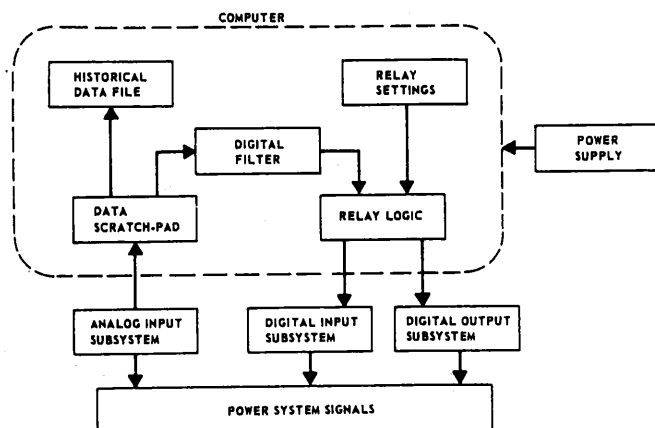 COMPUTER
HISTORICAL
DATA FILE
RELAY
SETTINGS
DIGITAL
FILTER
POWER
SUPPLY
DATA
SCRATCH-PAD
RELAY LOGIC
ANALOG INPUT
SUBSYSTEM
DIGITAL INPUT
SUBSYSTEM
DIGITAL OUTPUT
SUBSYSTEM
POWER SYSTEM SIGNALS